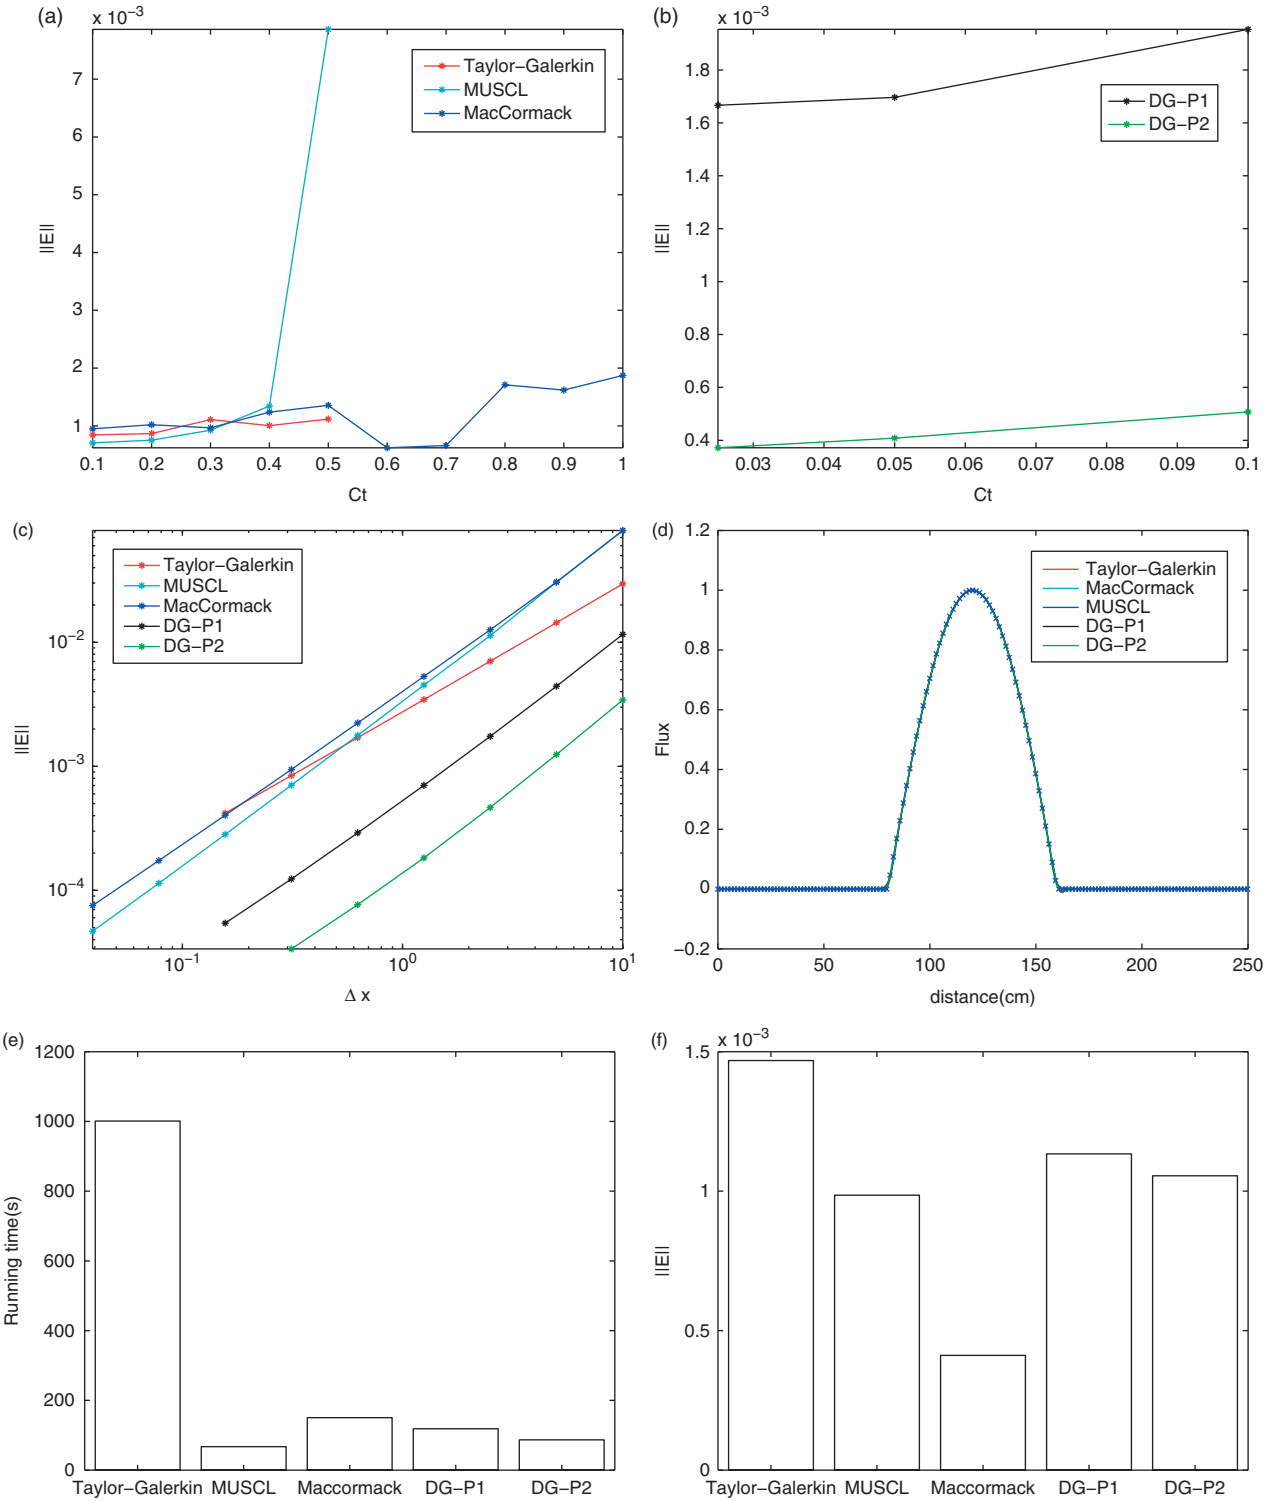 (a)
x 10−3
7
6
5
4
3
2
1
||E||
0.1 0.2 0.3 0.4 0.5 0.6 0.7 0.8 0.9 1
Ct
Taylor−Galerkin
MUSCL
MacCormack
(b)
x 10−3
1.8
1.6
1.4
1.2
1
0.8
0.6
0.4
||E||
0.03 0.04 0.05 0.06 0.07 0.08 0.09 0.1
Ct
DG−P1
DG−P2
(c)
10−2
10−3
10−4
||E||
10−1 100 101
Δ x
Taylor−Galerkin
MUSCL
MacCormack
DG−P1
DG−P2
(d)
1.2
1
0.8
0.6
0.4
0.2
0
−0.2
Flux
0 50 100 150 200 250
distance(cm)
Taylor−Galerkin
MacCormack
MUSCL
DG−P1
DG−P2
(e)
1200
1000
800
600
400
200
0
Running time(s)
Taylor−Galerkin MUSCL Maccormack DG−P1 DG−P2
(f)
x 10−3
1.5
1
0.5
0
||E||
Taylor−Galerkin MUSCL Maccormack DG−P1 DG−P2